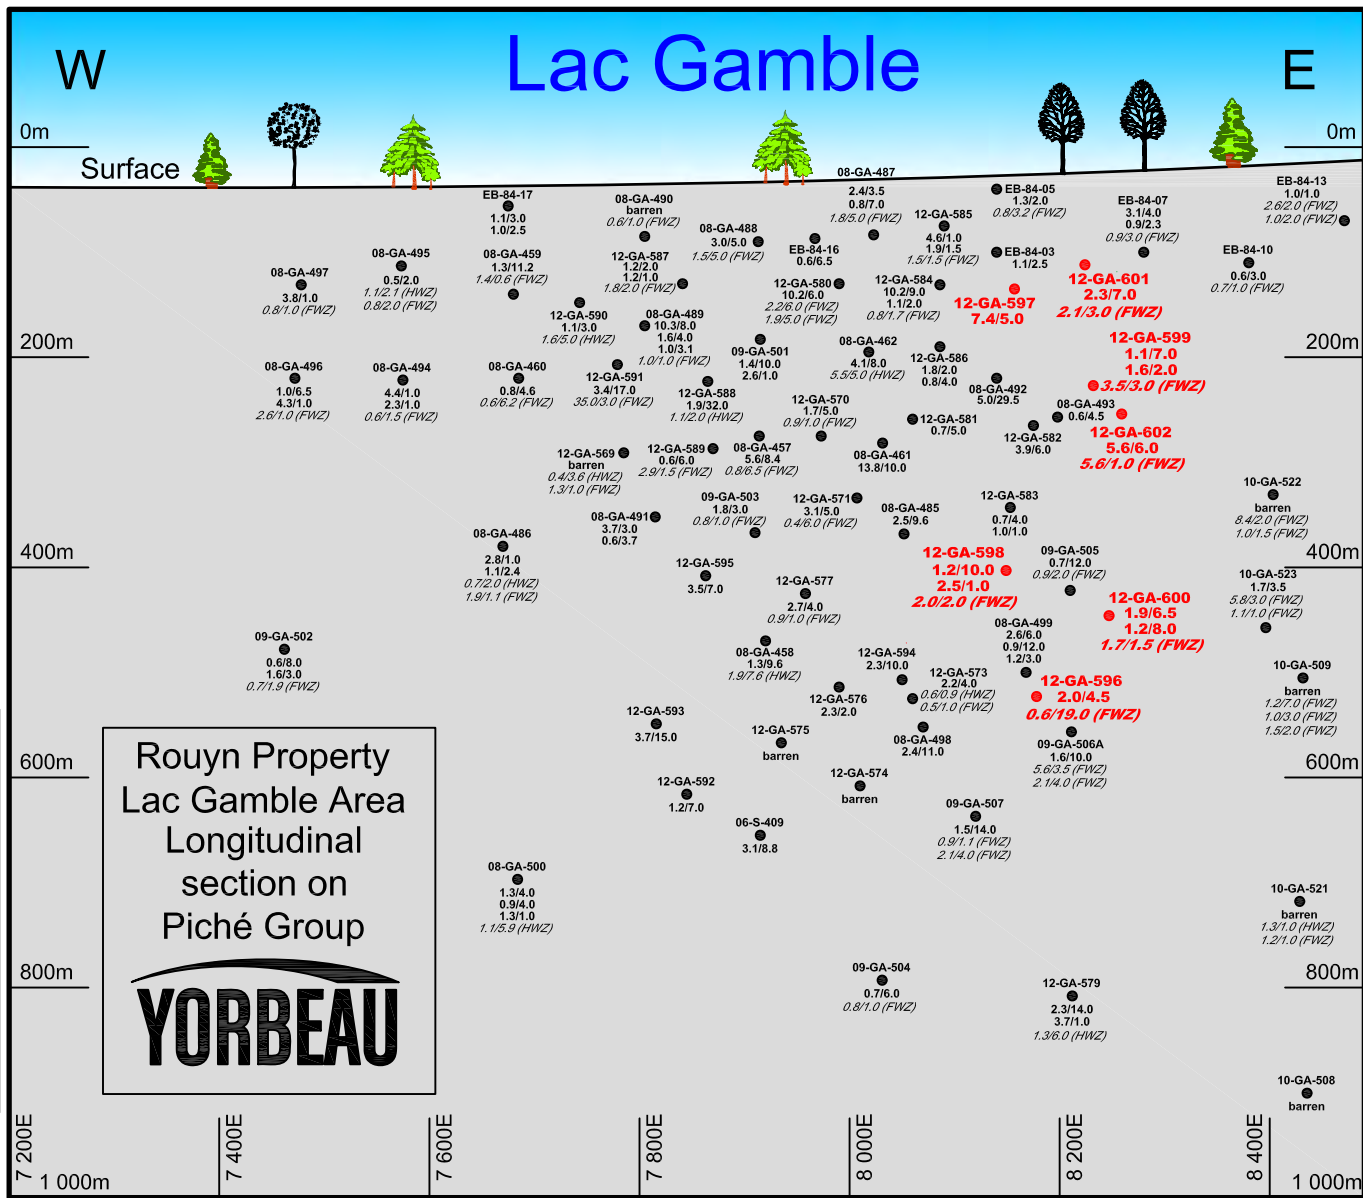 Lac Gamble
W
E
0m
0m
Surface
08-GA-487
2.4/3.5
0.8/7.0
1.8/5.0 (FWZ)
EB-84-17
1.1/3.0
1.0/2.5
08-GA-490
barren
0.6/1.0 (FWZ)
08-GA-488
3.0/5.0
1.5/5.0 (FWZ)
EB-84-16
0.6/6.5
12-GA-585
4.6/1.0
1.9/1.5
1.5/1.5 (FWZ)
EB-84-05
1.3/2.0
0.8/3.2 (FWZ)
EB-84-03
1.1/2.5
EB-84-07
3.1/4.0
0.9/2.3
0.9/3.0 (FWZ)
EB-84-13
1.0/1.0
2.6/2.0 (FWZ)
1.0/2.0 (FWZ)
EB-84-10
0.6/3.0
0.7/1.0 (FWZ)
08-GA-497
3.8/1.0
0.8/1.0 (FWZ)
08-GA-495
0.5/2.0
1.1/2.1 (HWZ)
0.8/2.0 (FWZ)
08-GA-459
1.3/11.2
1.4/0.6 (FWZ)
12-GA-587
1.2/2.0
1.2/1.0
1.8/2.0 (FWZ)
12-GA-580
10.2/6.0
2.2/6.0 (FWZ)
1.9/5.0 (FWZ)
12-GA-584
10.2/9.0
1.1/2.0
0.8/1.7 (FWZ)
12-GA-597
7.4/5.0
12-GA-601
2.3/7.0
2.1/3.0 (FWZ)
12-GA-590
1.1/3.0
1.6/5.0 (HWZ)
08-GA-489
10.3/8.0
1.6/4.0
1.0/3.1
1.0/1.0 (FWZ)
09-GA-501
1.4/10.0
2.6/1.0
08-GA-462
4.1/8.0
5.5/5.0 (HWZ)
12-GA-586
1.8/2.0
0.8/4.0
12-GA-599
1.1/7.0
1.6/2.0
3.5/3.0 (FWZ)
200m
200m
08-GA-496
1.0/6.5
4.3/1.0
2.6/1.0 (FWZ)
08-GA-494
4.4/1.0
2.3/1.0
0.6/1.5 (FWZ)
08-GA-460
0.8/4.6
0.6/6.2 (FWZ)
12-GA-591
3.4/17.0
35.0/3.0 (FWZ)
12-GA-588
1.9/32.0
1.1/2.0 (HWZ)
12-GA-570
1.7/5.0
0.9/1.0 (FWZ)
08-GA-492
5.0/29.5
08-GA-493
0.6/4.5
12-GA-581
0.7/5.0
12-GA-582
3.9/6.0
12-GA-602
5.6/6.0
5.6/1.0 (FWZ)
12-GA-569
barren
0.4/3.6 (HWZ)
1.3/1.0 (FWZ)
12-GA-589
0.6/6.0
2.9/1.5 (FWZ)
08-GA-457
5.6/8.4
0.8/6.5 (FWZ)
08-GA-461
13.8/10.0
10-GA-522
barren
8.4/2.0 (FWZ)
1.0/1.5 (FWZ)
08-GA-491
3.7/3.0
0.6/3.7
09-GA-503
1.8/3.0
0.8/1.0 (FWZ)
12-GA-571
3.1/5.0
0.4/6.0 (FWZ)
08-GA-485
2.5/9.6
12-GA-583
0.7/4.0
1.0/1.0
400m
400m
08-GA-486
2.8/1.0
1.1/2.4
0.7/2.0 (HWZ)
1.9/1.1 (FWZ)
12-GA-595
3.5/7.0
12-GA-577
2.7/4.0
0.9/1.0 (FWZ)
12-GA-598
1.2/10.0
2.5/1.0
2.0/2.0 (FWZ)
09-GA-505
0.7/12.0
0.9/2.0 (FWZ)
12-GA-600
1.9/6.5
1.2/8.0
1.7/1.5 (FWZ)
10-GA-523
1.7/3.5
5.8/3.0 (FWZ)
1.1/1.0 (FWZ)
09-GA-502
0.6/8.0
1.6/3.0
0.7/1.9 (FWZ)
08-GA-458
1.3/9.6
1.9/7.6 (HWZ)
12-GA-594
2.3/10.0
12-GA-576
2.3/2.0
12-GA-573
2.2/4.0
0.6/0.9 (HWZ)
0.5/1.0 (FWZ)
08-GA-499
2.6/6.0
0.9/12.0
1.2/3.0
12-GA-596
2.0/4.5
0.6/19.0 (FWZ)
10-GA-509
barren
1.2/7.0 (FWZ)
1.0/3.0 (FWZ)
1.5/2.0 (FWZ)
12-GA-593
3.7/15.0
12-GA-575
barren
08-GA-498
2.4/11.0
09-GA-506A
1.6/10.0
5.6/3.5 (FWZ)
2.1/4.0 (FWZ)
600m
600m
12-GA-592
1.2/7.0
12-GA-574
barren
06-S-409
3.1/8.8
09-GA-507
1.5/14.0
0.9/1.1 (FWZ)
2.1/4.0 (FWZ)
08-GA-500
1.3/4.0
0.9/4.0
1.3/1.0
1.1/5.9 (HWZ)
10-GA-521
barren
1.3/1.0 (HWZ)
1.2/1.0 (FWZ)
Rouyn Property
Lac Gamble Area
Longitudinal
section on
Piché Group
YORBEAU
800m
800m
09-GA-504
0.7/6.0
0.8/1.0 (FWZ)
12-GA-579
2.3/14.0
3.7/1.0
1.3/6.0 (HWZ)
10-GA-508
barren
7 200E
7 400E
7 600E
7 800E
8 000E
8 200E
8 400E
1 000m
1 000m